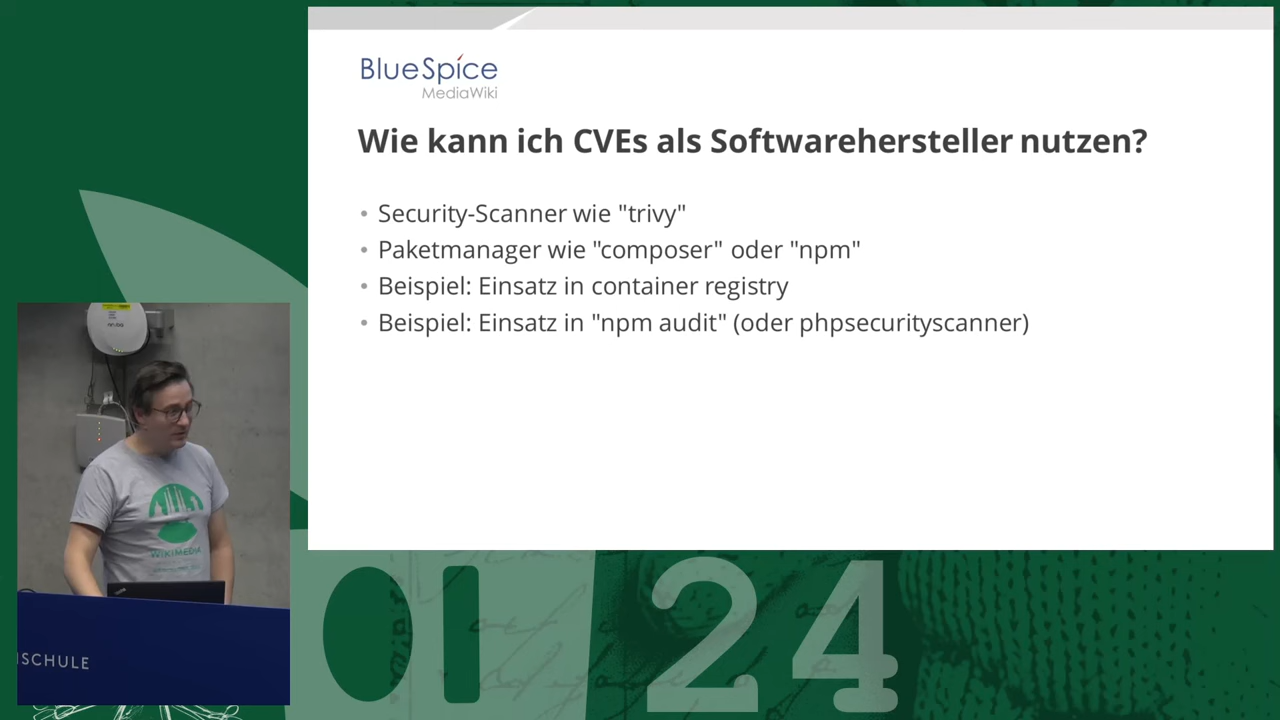 BlueSpice
MediaWiki
Wie kann ich CVEs als Softwarehersteller nutzen?
• Security-Scanner wie "trivy"
• Paketmanager wie "composer" oder "npm"
• Beispiel: Einsatz in container registry
• Beispiel: Einsatz in "npm audit" (oder phpsecurityscanner)
WIKIMEDIA
SCHULE
24